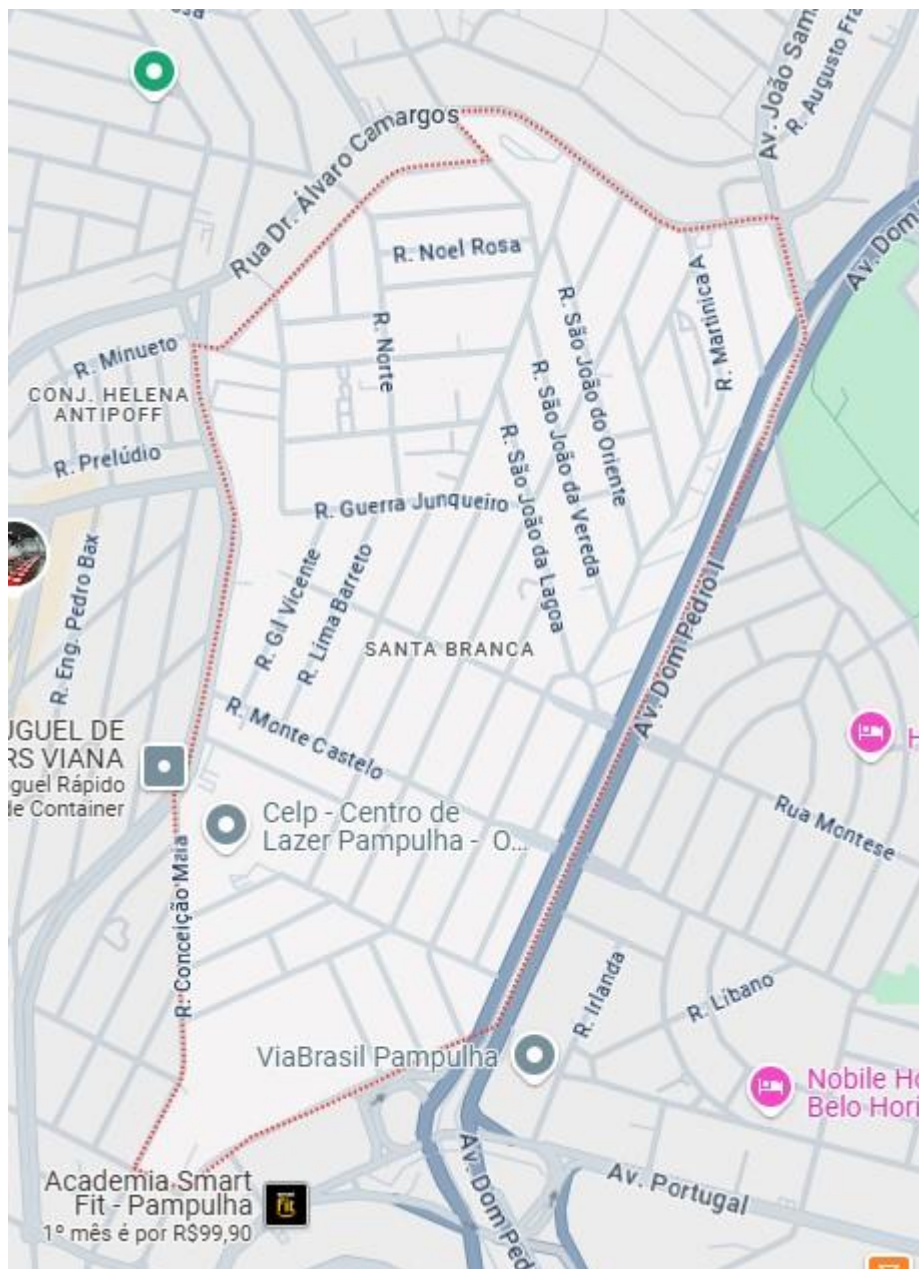 Rua Dr. Álvaro Camargos
Av. João Sam
R. Augusto Fra
Av. Dom
R. Noel Rosa
R. Martinica A
R. Minueto
R. Norte
R. São João do Oriente
CONJ. HELENA
ANTIPOFF
R. São João da Vereda
R. Prelúdio
R. São João da Lagoa
R. Guerra Junqueiro
R. Eng. Pedro Bax
R. Gil Vicente
R. Lima Barreto
Av. Dom Pedro I
SANTA BRANCA
R. Monte Castelo
UGUEL DE
RS VIANA
guel Rápido
de Container
H
Celp - Centro de
Lazer Pampulha - O...
Rua Montese
R. Conceição Maia
R. Irlanda
R. Líbano
ViaBrasil Pampulha
Nobile Ho
Belo Hori
Av. Portugal
Av. Dom Ped
Academia Smart
Fit - Pampulha
1º mês é por R$99,90